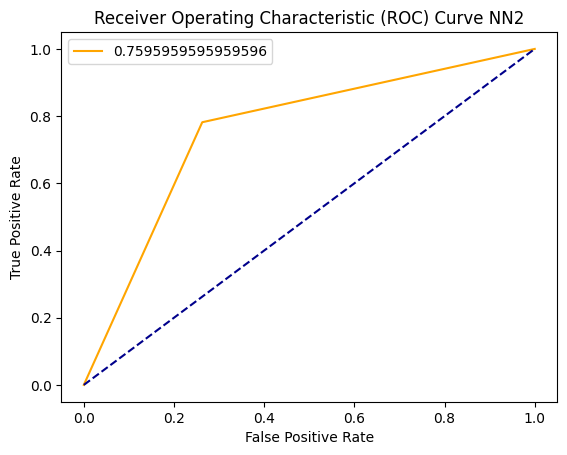 Receiver Operating Characteristic (ROC) Curve NN2
0.7595959595959596
True Positive Rate
1.0
0.8
0.6
0.4
0.2
0.0
0.0 0.2 0.4 0.6 0.8 1.0
False Positive Rate